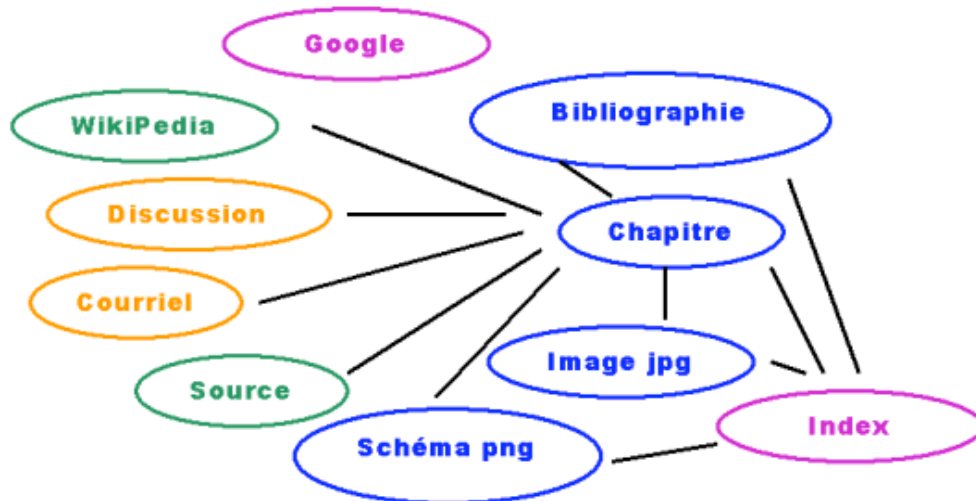 Google
Bibliographie
WikiPedia
Discussion
Chapitre
Courriel
Image jpg
Source
Index
Schéma png